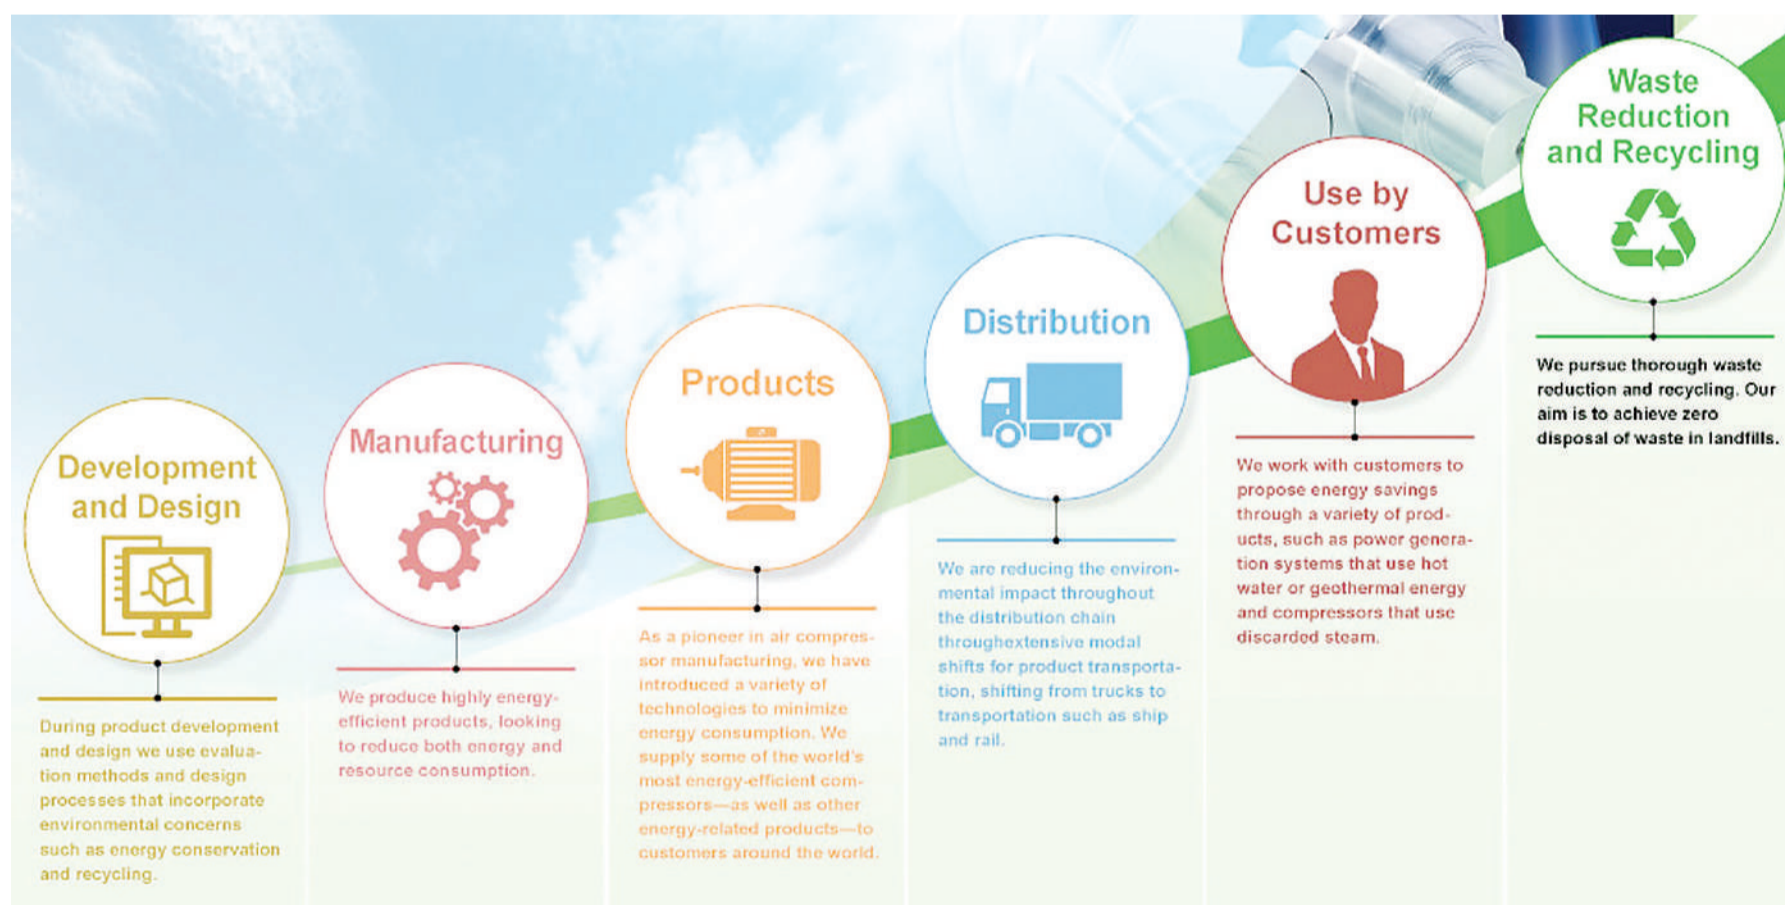 Development
and Design
During product development
and design we use evalua-
tion methods and design
processes that incorporate
environmental concerns
such as energy conservation
and recycling.
Manufacturing
We produce highly energy-
efficient products, looking
to reduce both energy and
resource consumption.
Products
As a pioneer in air compres-
sor manufacturing, we have
introduced a variety of
technologies to minimize
energy consumption. We
supply some of the world's
most energy-efficient com-
pressors—as well as other
energy-related products—to
customers around the world.
Distribution
We are reducing the environ-
mental impact throughout
the distribution chain
throughextensive modal
shifts for product transporta-
tion, shifting from trucks to
transportation such as ship
and rail.
Use by
Customers
We work with customers to
propose energy savings
through a variety of prod-
ucts, such as power genera-
tion systems that use hot
water or geothermal energy
and compressors that use
discarded steam.
Waste
Reduction
and Recycling
We pursue thorough waste
reduction and recycling. Our
aim is to achieve zero
disposal of waste in landfills.